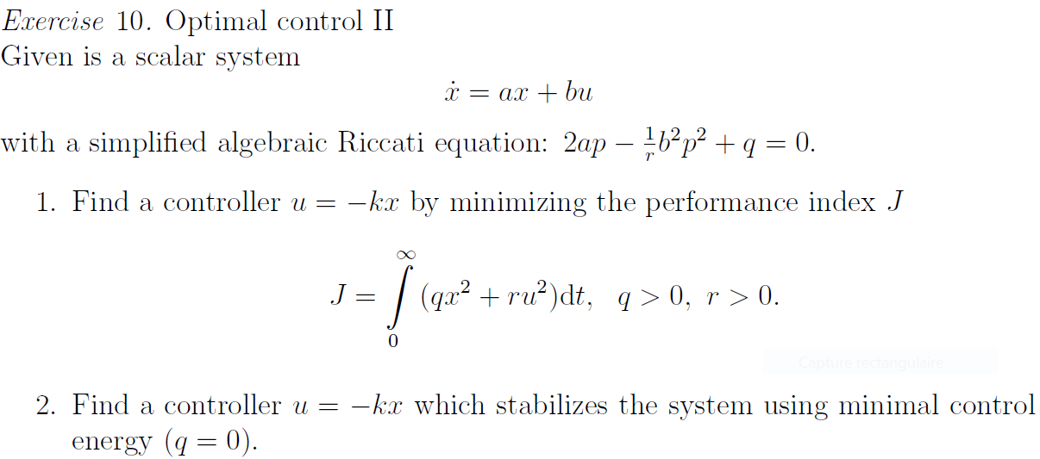 Exercise 10. Optimal control II
Given is a scalar system
ẋ = ax + bu
with a simplified algebraic Riccati equation: 2ap − 1/r b²p² + q = 0.
1. Find a controller u = −kx by minimizing the performance index J
J = ∫₀^∞ (qx² + ru²)dt, q > 0, r > 0.
Capture rectangulaire
2. Find a controller u = −kx which stabilizes the system using minimal control
energy (q = 0).